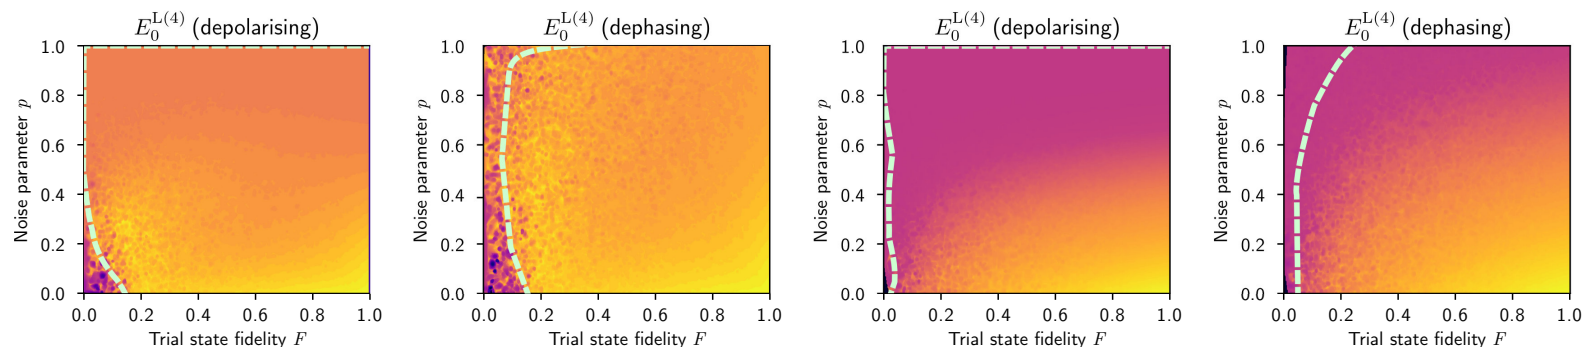 $E_0^{\mathrm{L}(4)}$ (depolarising)
1.0
0.8
0.6
0.4
0.2
0.0
Noise parameter $p$
0.0 0.2 0.4 0.6 0.8 1.0
Trial state fidelity $F$
$E_0^{\mathrm{L}(4)}$ (dephasing)
1.0
0.8
0.6
0.4
0.2
0.0
Noise parameter $p$
0.0 0.2 0.4 0.6 0.8 1.0
Trial state fidelity $F$
$E_0^{\mathrm{L}(4)}$ (depolarising)
1.0
0.8
0.6
0.4
0.2
0.0
Noise parameter $p$
0.0 0.2 0.4 0.6 0.8 1.0
Trial state fidelity $F$
$E_0^{\mathrm{L}(4)}$ (dephasing)
1.0
0.8
0.6
0.4
0.2
0.0
Noise parameter $p$
0.0 0.2 0.4 0.6 0.8 1.0
Trial state fidelity $F$